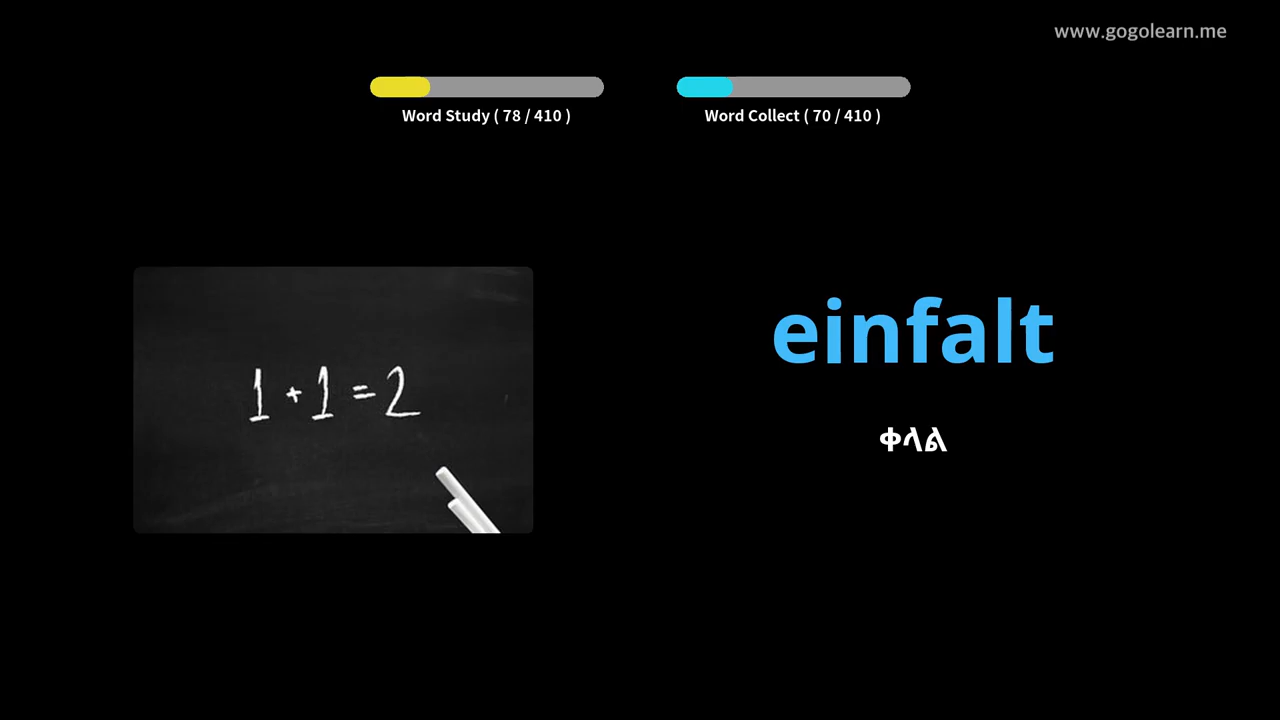 www.gogolearn.me
Word Study ( 78 / 410 )
Word Collect ( 70 / 410 )
1 + 1 = 2
einfalt
ቀላል